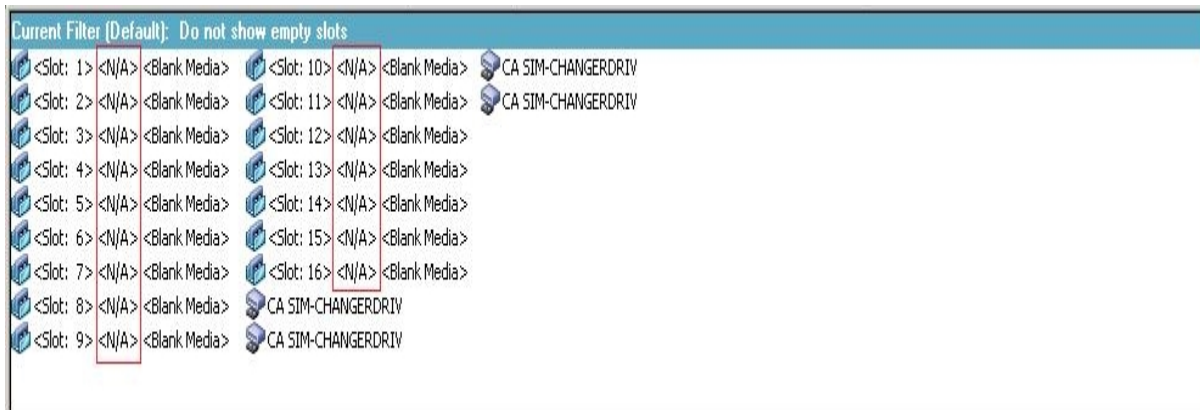 Current Filter (Default): Do not show empty slots
<Slot: 1> <N/A> <Blank Media> <Slot: 10> <N/A> <Blank Media> CA SIM-CHANGERDRIV
<Slot: 2> <N/A> <Blank Media> <Slot: 11> <N/A> <Blank Media> CA SIM-CHANGERDRIV
<Slot: 3> <N/A> <Blank Media> <Slot: 12> <N/A> <Blank Media>
<Slot: 4> <N/A> <Blank Media> <Slot: 13> <N/A> <Blank Media>
<Slot: 5> <N/A> <Blank Media> <Slot: 14> <N/A> <Blank Media>
<Slot: 6> <N/A> <Blank Media> <Slot: 15> <N/A> <Blank Media>
<Slot: 7> <N/A> <Blank Media> <Slot: 16> <N/A> <Blank Media>
<Slot: 8> <N/A> <Blank Media> CA SIM-CHANGERDRIV
<Slot: 9> <N/A> <Blank Media> CA SIM-CHANGERDRIV